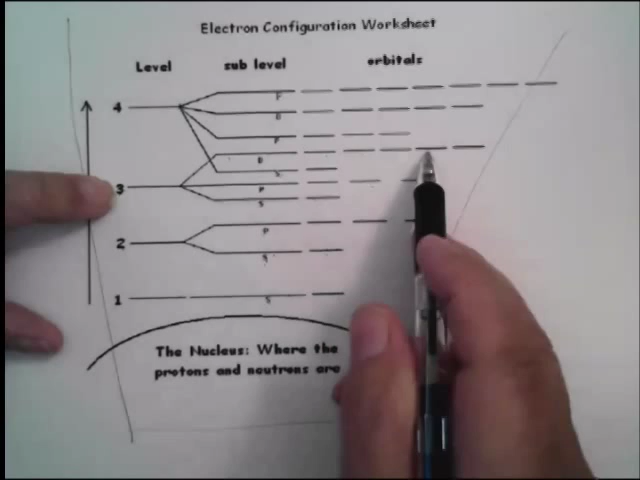 Electron Configuration Worksheet
Level sub level orbitals
F
4
D
P
D
S
3 P
S
2 P
S
1 S
The Nucleus: Where the
protons and neutrons are